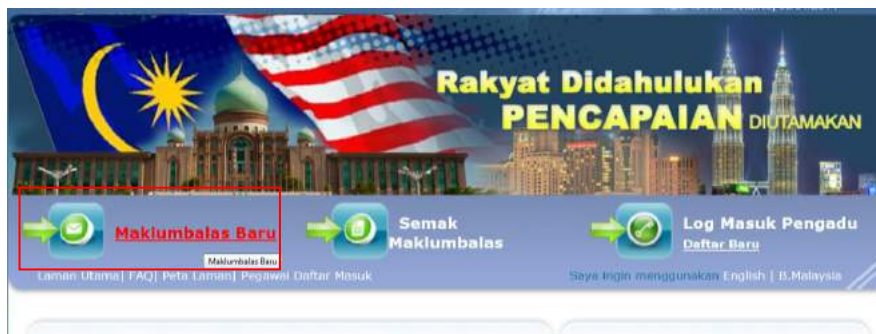 Rakyat Didahulukan
PENCAPAIAN DIUTAMAKAN
Maklumbalas Baru
Semak
Maklumbalas
Log Masuk Pengadu
Daftar Baru
Maklumbalas Baru
Laman Utama| FAQ| Peta Laman| Pegawai Daftar Masuk
Saya Ingin menggunakan English | B.Malaysia